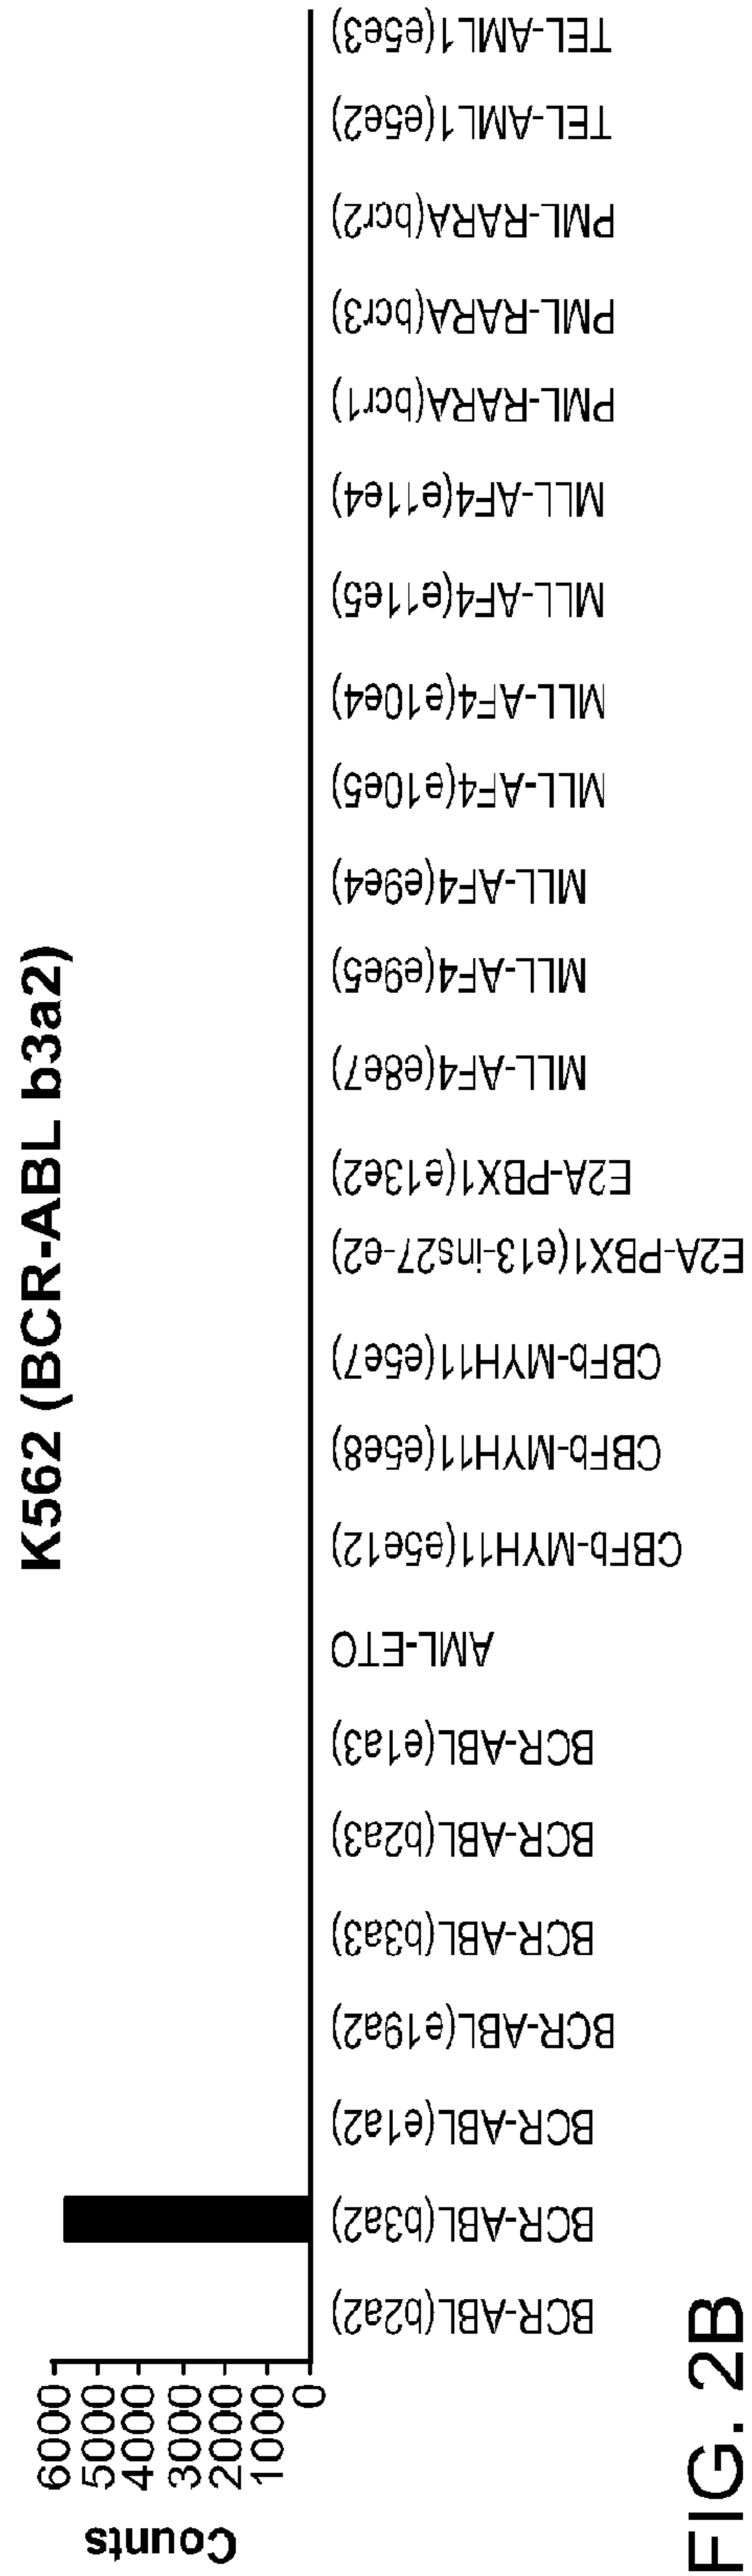 K562 (BCR-ABL b3a2)
Counts
6000
5000
4000
3000
2000
1000
0
BCR-ABL(b2a2)
BCR-ABL(b3a2)
BCR-ABL(e1a2)
BCR-ABL(e19a2)
BCR-ABL(b3a3)
BCR-ABL(b2a3)
BCR-ABL(e1a3)
AML-ETO
CBFb-MYH11(e5e12)
CBFb-MYH11(e5e8)
CBFb-MYH11(e5e7)
E2A-PBX1(e13-ins27-e2)
E2A-PBX1(e13e2)
MLL-AF4(e8e7)
MLL-AF4(e9e5)
MLL-AF4(e9e4)
MLL-AF4(e10e5)
MLL-AF4(e10e4)
MLL-AF4(e11e5)
MLL-AF4(e11e4)
PML-RARA(bcr1)
PML-RARA(bcr3)
PML-RARA(bcr2)
TEL-AML1(e5e2)
TEL-AML1(e5e3)
FIG. 2B